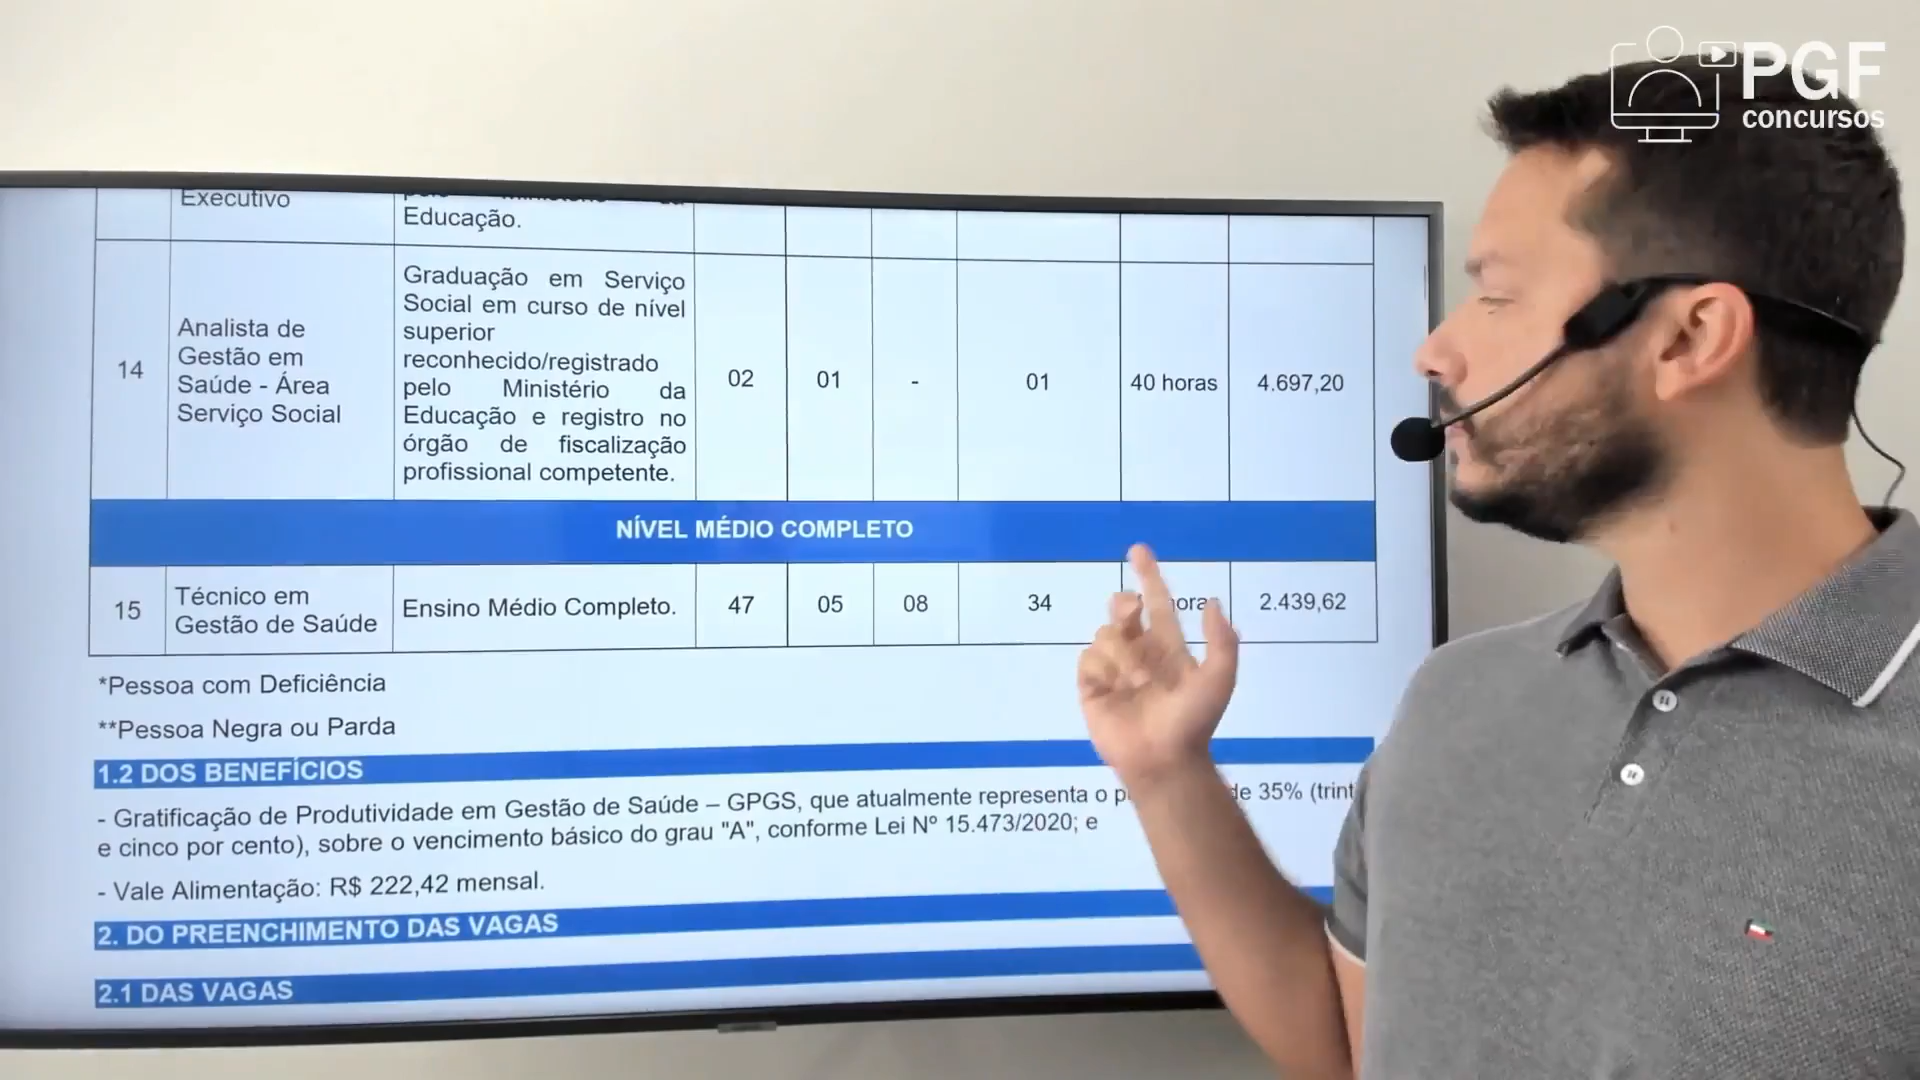 PGF
concursos
Executivo
Educação.
14
Analista de
Gestão em
Saúde - Área
Serviço Social
Graduação em Serviço
Social em curso de nível
superior
reconhecido/registrado
pelo Ministério da
Educação e registro no
órgão de fiscalização
profissional competente.
02
01
-
01
40 horas
4.697,20
NÍVEL MÉDIO COMPLETO
15
Técnico em
Gestão de Saúde
Ensino Médio Completo.
47
05
08
34
2.439,62
*Pessoa com Deficiência
**Pessoa Negra ou Parda
1.2 DOS BENEFÍCIOS
- Gratificação de Produtividade em Gestão de Saúde – GPGS, que atualmente representa o de 35%
e cinco por cento), sobre o vencimento básico do grau "A", conforme Lei Nº 15.473/2020; e
- Vale Alimentação: R$ 222,42 mensal.
2. DO PREENCHIMENTO DAS VAGAS
2.1 DAS VAGAS